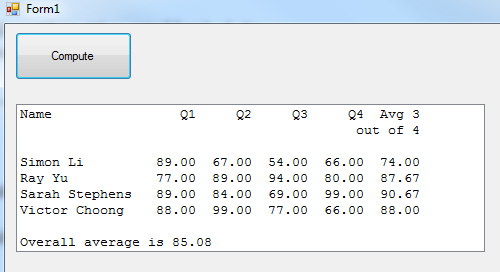 Form1
Compute
Name Q1 Q2 Q3 Q4 Avg 3
out of 4
Simon Li 89.00 67.00 54.00 66.00 74.00
Ray Yu 77.00 89.00 94.00 80.00 87.67
Sarah Stephens 89.00 84.00 69.00 99.00 90.67
Victor Choong 88.00 99.00 77.00 66.00 88.00
Overall average is 85.08